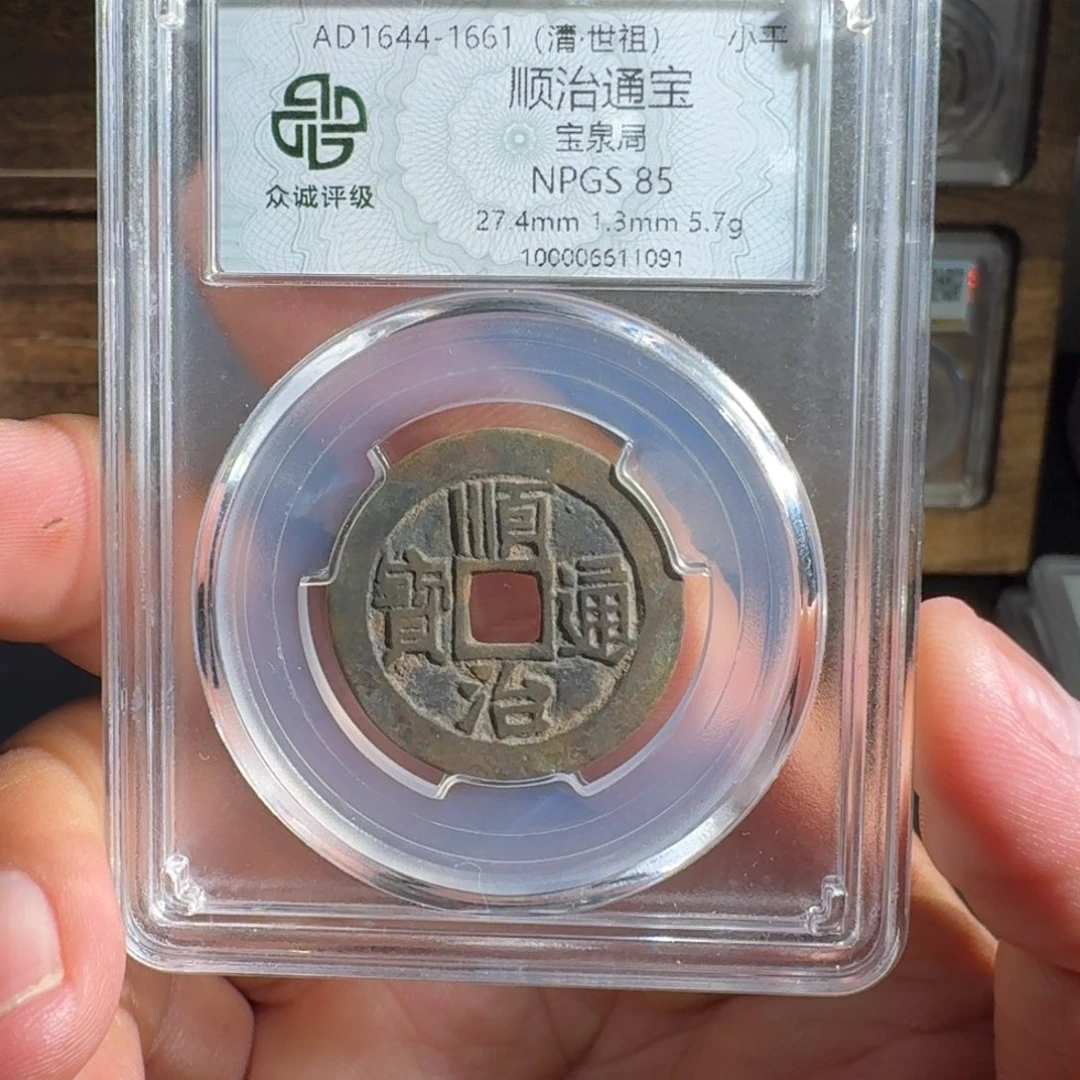 AD1644-1661（清·世祖） 小平
顺治通宝
宝泉局
NPGS 85
27.4mm 1.3mm 5.7g
100006611091
众诚评级
順治通寶